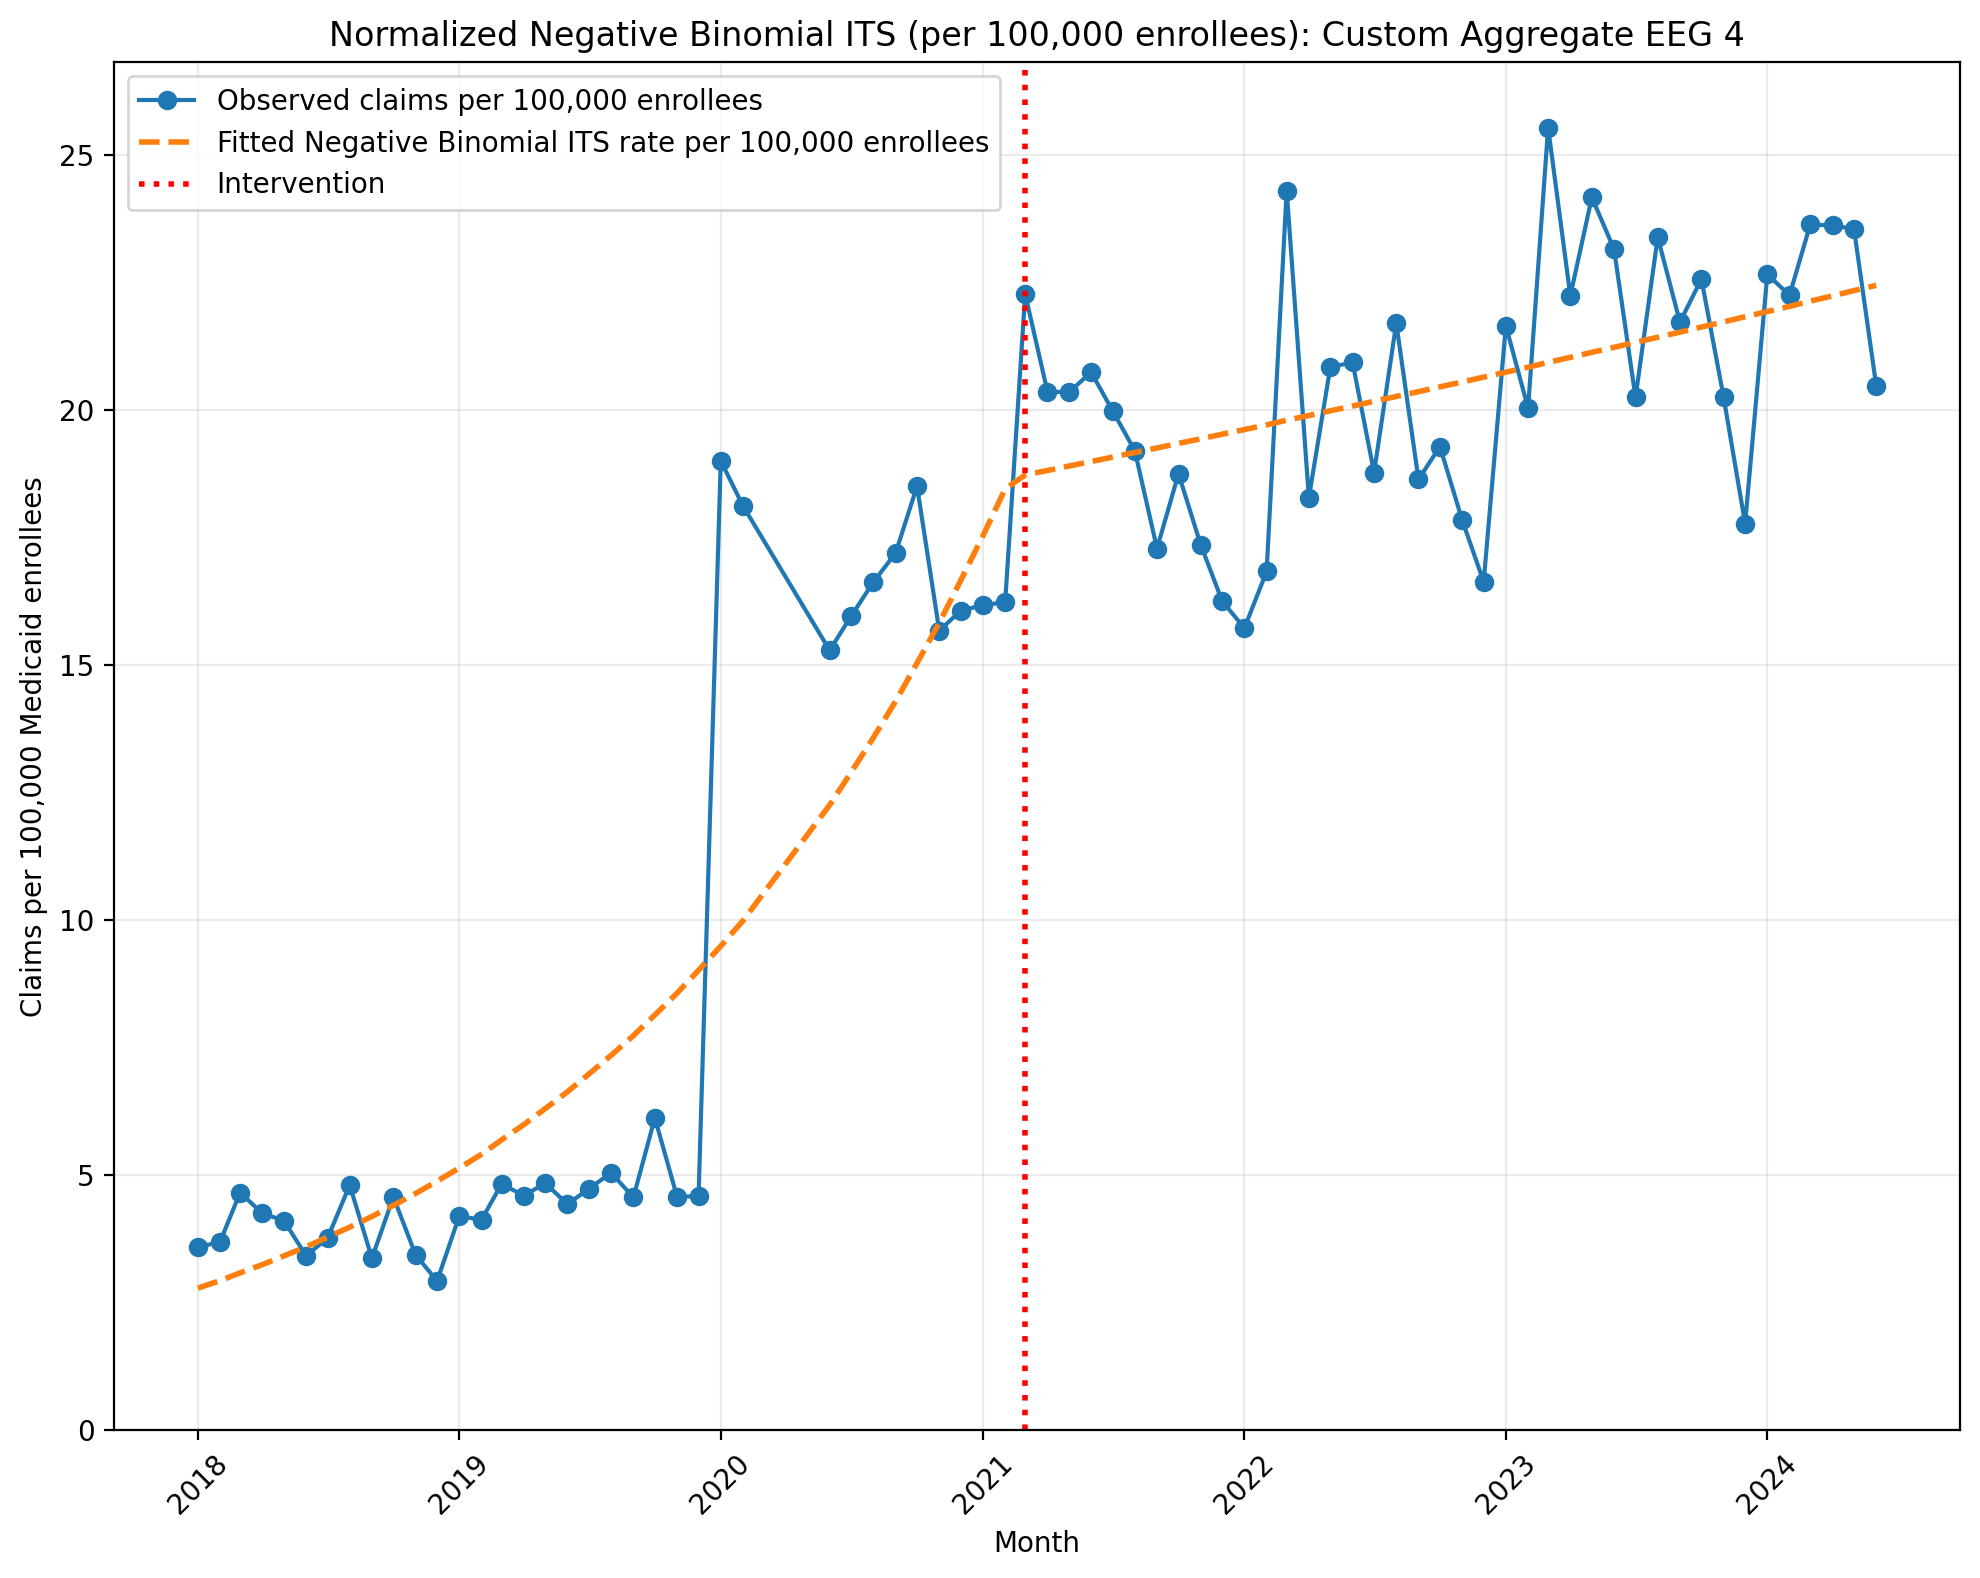 Normalized Negative Binomial ITS (per 100,000 enrollees): Custom Aggregate EEG 4
Observed claims per 100,000 enrollees
Fitted Negative Binomial ITS rate per 100,000 enrollees
Intervention
Claims per 100,000 Medicaid enrollees
25
20
15
10
5
0
2018
2019
2020
2021
2022
2023
2024
Month